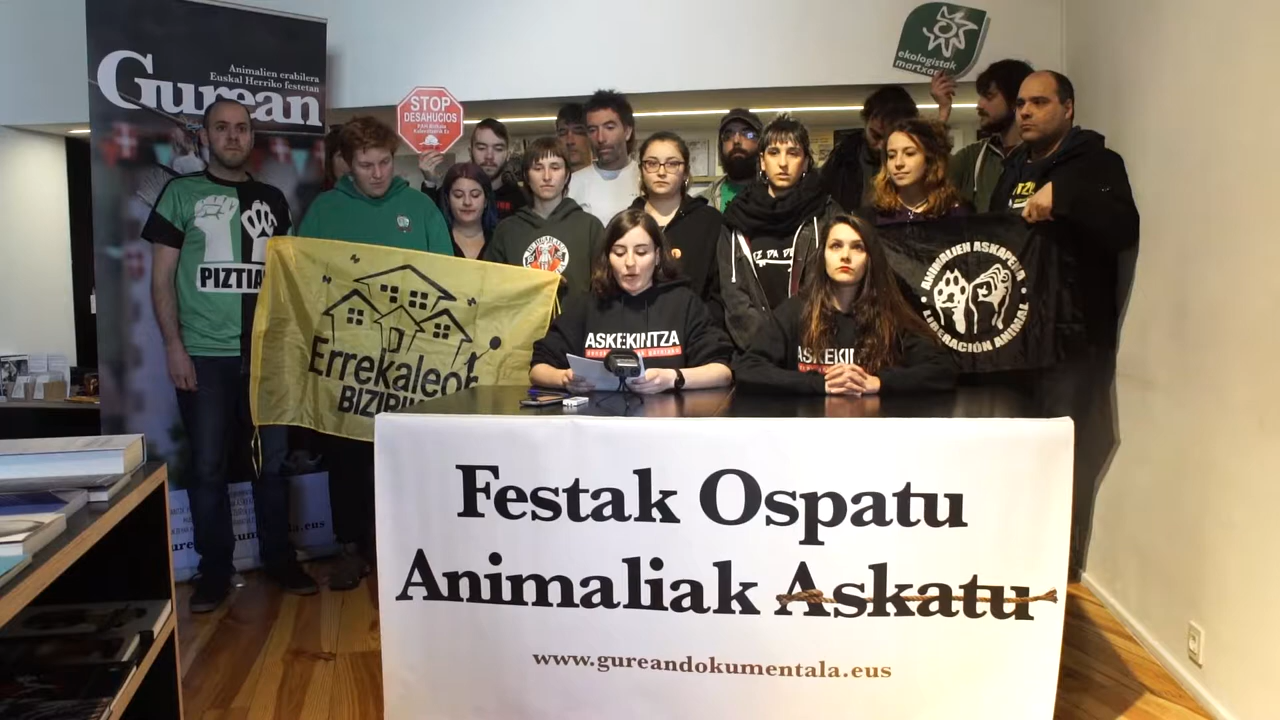 Animalien erabilera
Euskal Herriko festetan
Gurean
STOP
DESAHUCIOS
ekologistak
martxan
PIZTIA
Errekaleor
BIZIRIK
ASKEKINTZA
ASKEKIN
ANIMALIEN ASKAPENA
LIBERACIÓN ANIMAL
Festak Ospatu
Animaliak Askatu
www.gureandokumentala.eus